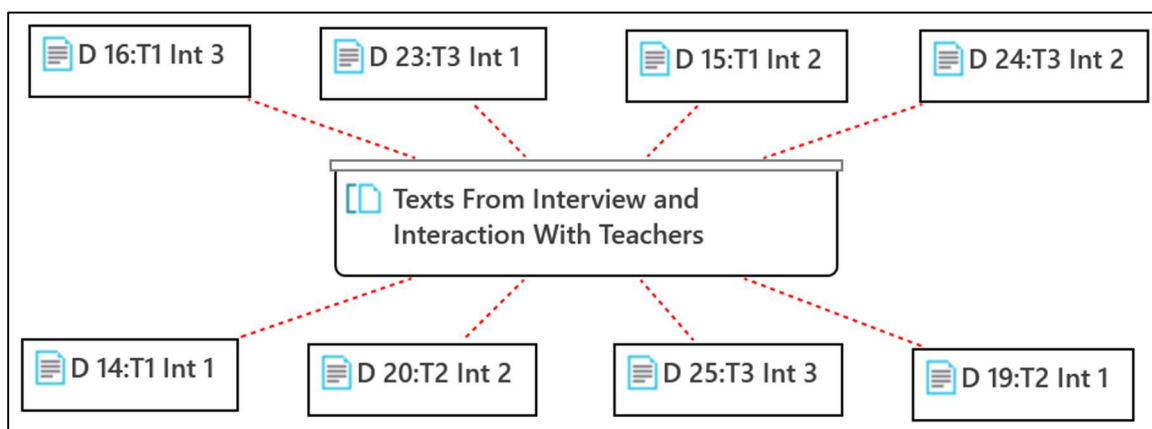 D 16:T1 Int 3
D 23:T3 Int 1
D 15:T1 Int 2
D 24:T3 Int 2
Texts From Interview and
Interaction With Teachers
D 14:T1 Int 1
D 20:T2 Int 2
D 25:T3 Int 3
D 19:T2 Int 1